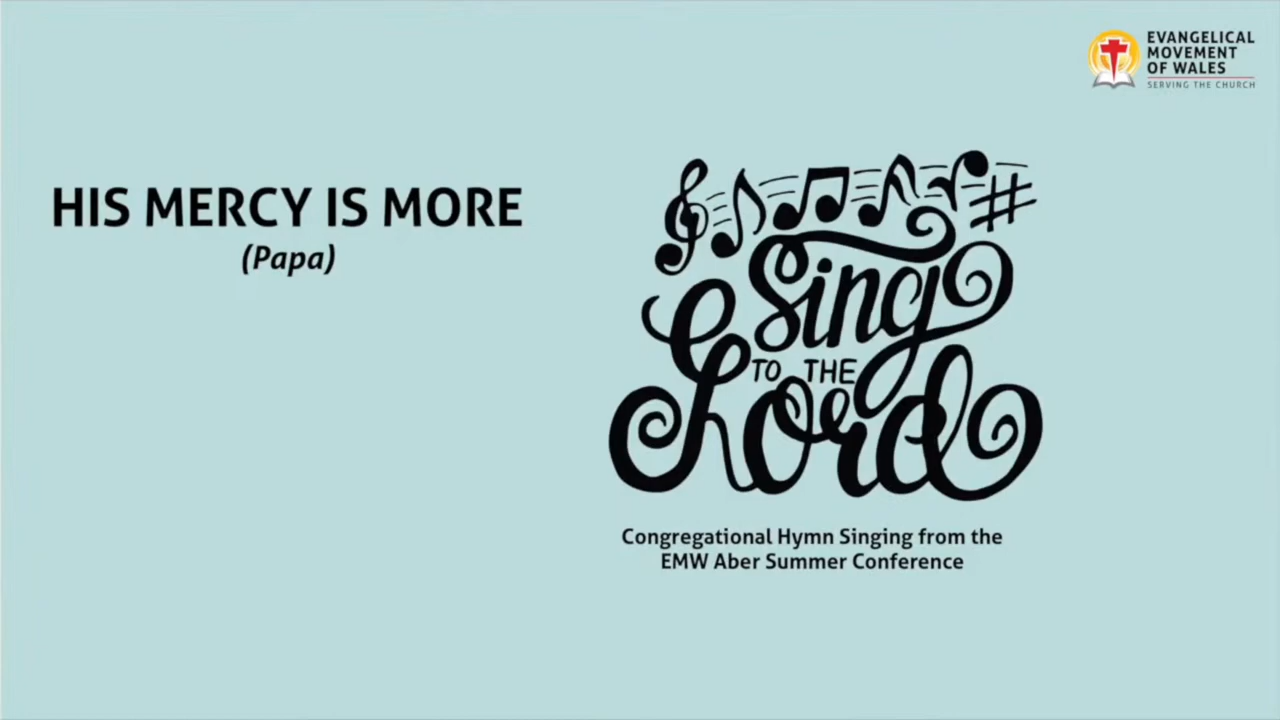 EVANGELICAL
MOVEMENT
OF WALES
SERVING THE CHURCH
HIS MERCY IS MORE
(Papa)
Sing
TO THE
Lord
Congregational Hymn Singing from the
EMW Aber Summer Conference